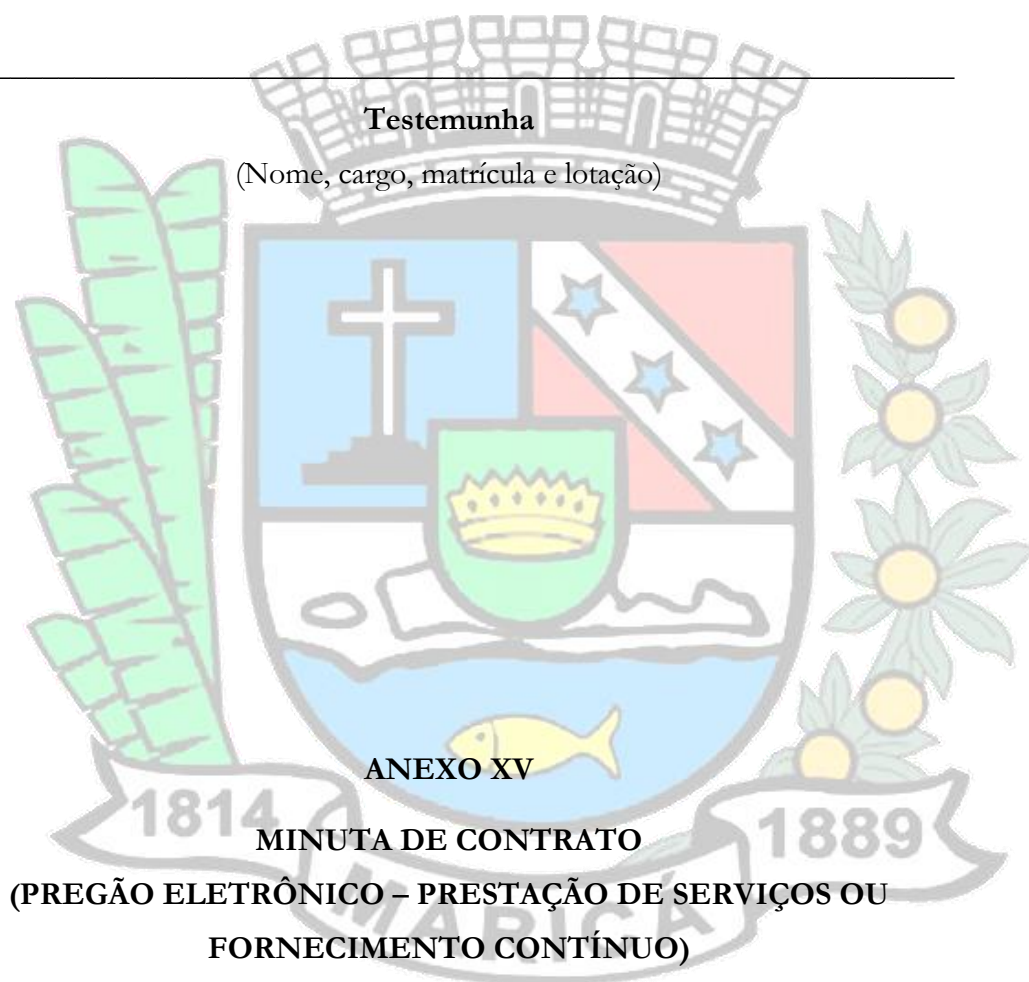 Testemunha
(Nome, cargo, matrícula e lotação)
ANEXO XV
1814
1889
MINUTA DE CONTRATO
(PREGÃO ELETRÔNICO – PRESTAÇÃO DE SERVIÇOS OU
MARICÁ
FORNECIMENTO CONTÍNUO)